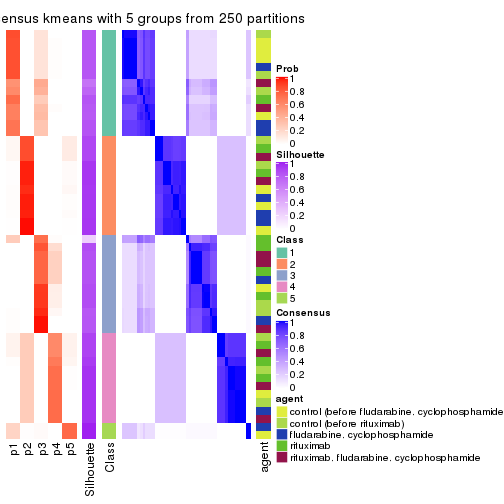 ensus kmeans with 5 groups from 250 partitions
Prob
1
0.8
0.6
0.4
0.2
0
Silhouette
1
0.8
0.6
0.4
0.2
0
Class
1
2
3
4
5
Consensus
1
0.8
0.6
0.4
0.2
0
agent
control (before fludarabine. cyclophosphamide
control (before rituximab)
fludarabine. cyclophosphamide
rituximab
rituximab. fludarabine. cyclophosphamide
p1
p2
p3
p4
p5
Silhouette
Class
agent